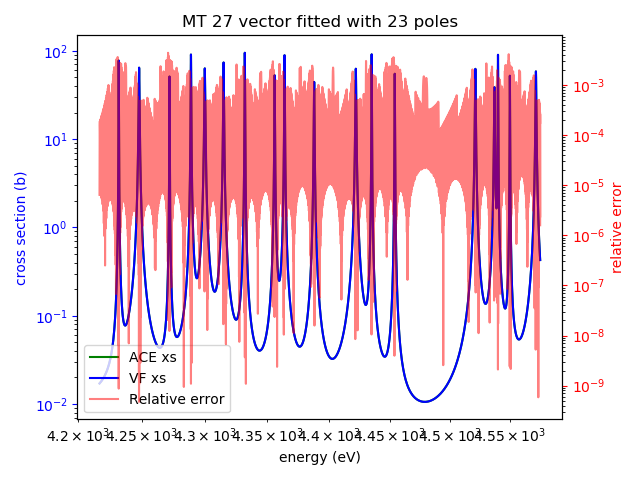 MT 27 vector fitted with 23 poles
10²
10¹
10⁰
10⁻¹
10⁻²
cross section (b)
10⁻³
10⁻⁴
10⁻⁵
10⁻⁶
10⁻⁷
10⁻⁸
10⁻⁹
relative error
ACE xs
VF xs
Relative error
4.2 × 10³ 4.25 × 10³ 4.3 × 10³ 4.35 × 10³ 4.4 × 10³ 4.45 × 10³ 4.5 × 10³ 4.55 × 10³
energy (eV)